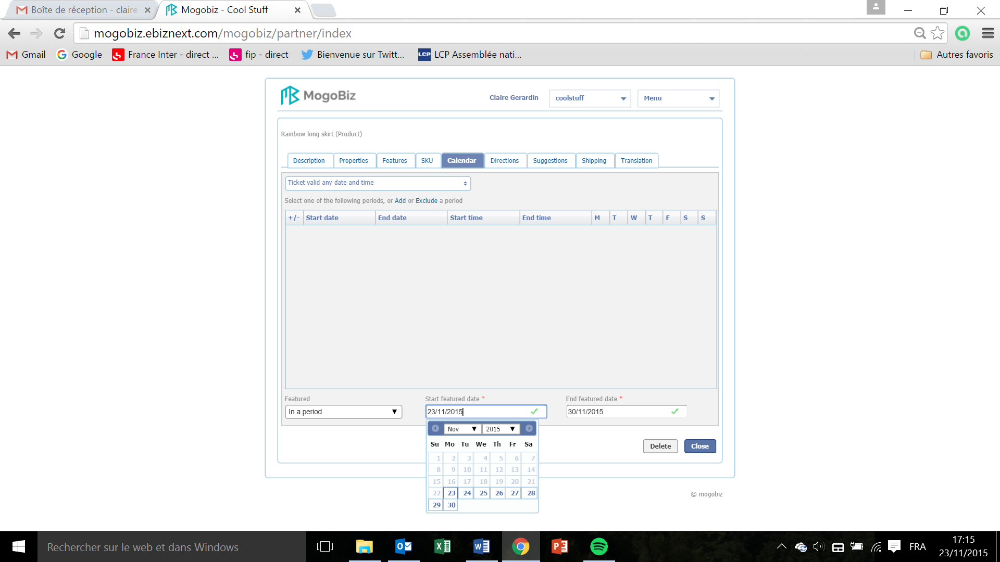 Boîte de réception - claire
Mogobiz - Cool Stuff
mogobiz.ebiznext.com/mogobiz/partner/index
Gmail
Google
France Inter - direct ...
fip - direct
Bienvenue sur Twitt...
LCP
LCP Assemblée nati...
Autres favoris
MogoBiz
Claire Gerardin
coolstuff
Menu
Rainbow long skirt (Product)
Description
Properties
Features
SKU
Calendar
Directions
Suggestions
Shipping
Translation
Ticket valid any date and time
Select one of the following periods, or Add or Exclude a period
+/- Start date End date Start time End time M T W T F S S
Featured
Start featured date *
End featured date *
In a period
23/11/2015
30/11/2015
Nov 2015
Su Mo Tu We Th Fr Sa
1 2 3 4 5 6 7
8 9 10 11 12 13 14
15 16 17 18 19 20 21
22 23 24 25 26 27 28
29 30
Delete
Close
© mogobiz
Rechercher sur le web et dans Windows
FRA
17:15
23/11/2015